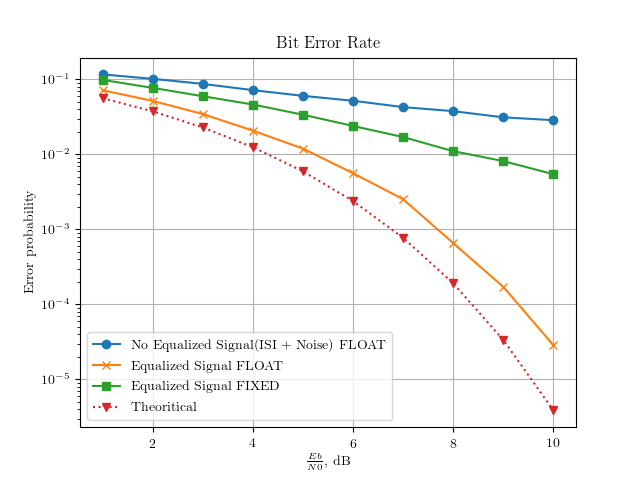 Bit Error Rate
Error probability
10^{-1}
10^{-2}
10^{-3}
10^{-4}
10^{-5}
No Equalized Signal(ISI + Noise) FLOAT
Equalized Signal FLOAT
Equalized Signal FIXED
Theoritical
2 4 6 8 10
\frac{Eb}{N0}, dB